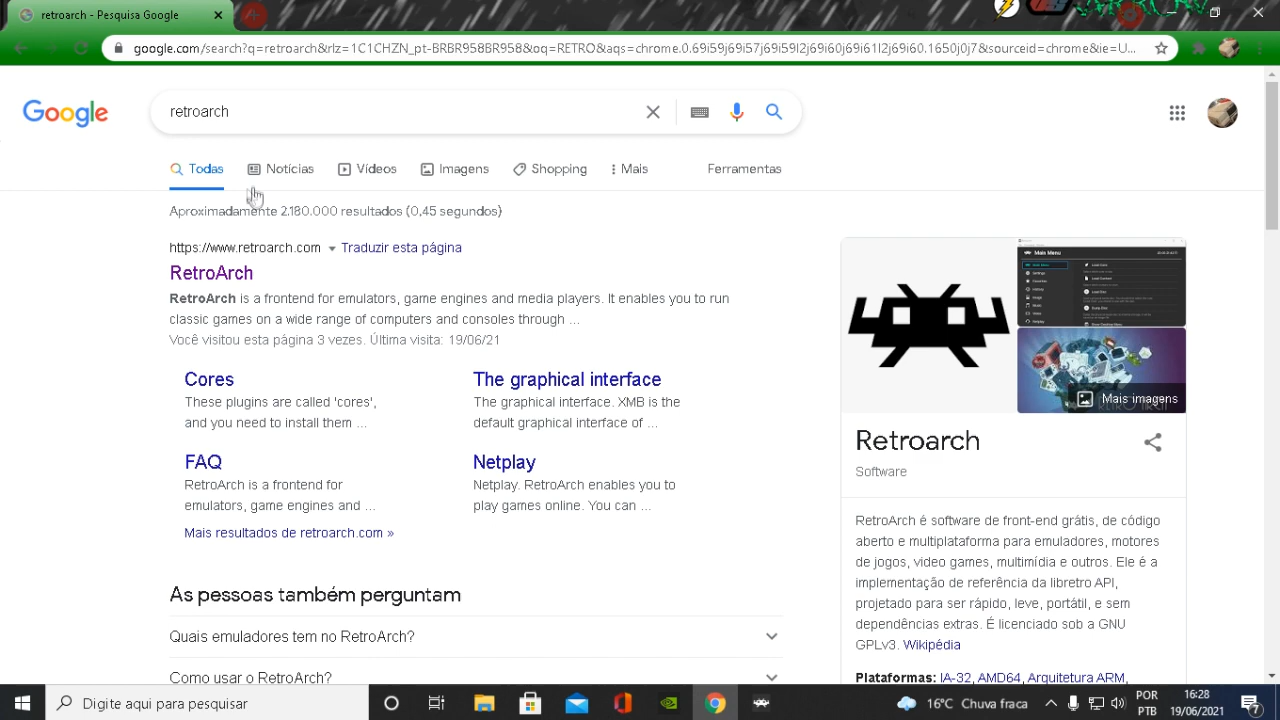 retroarch - Pesquisa Google
google.com/search?q=retroarch&rlz=1C1CHZN_pt-BRBR958BR958&oq=RETRO&aqs=chrome.0.69i59j69i57j69i59l2j69i60j69i61l2j69i60.1650j0j7&sourceid=chrome&ie=U...
Google
retroarch
Todas
Notícias
Vídeos
Imagens
Shopping
Mais
Ferramentas
Aproximadamente 2.180.000 resultados (0,45 segundos)
https://www.retroarch.com Traduzir esta página
RetroArch
RetroArch is a frontend for emulators, game engines and media players. It enables you to run
classic games on a wide range of computers and consoles through ...
Você visitou esta página 3 vezes. Última visita: 19/06/21
Cores
These plugins are called 'cores',
and you need to install them ...
The graphical interface
The graphical interface. XMB is the
default graphical interface of ...
FAQ
RetroArch is a frontend for
emulators, game engines and ...
Netplay
Netplay. RetroArch enables you to
play games online. You can ...
Mais resultados de retroarch.com »
As pessoas também perguntam
Quais emuladores tem no RetroArch?
Como usar o RetroArch?
Main Menu
Mais imagens
Retroarch
Software
RetroArch é software de front-end grátis, de código
aberto e multiplataforma para emuladores, motores
de jogos, video games, multimídia e outros. Ele é a
implementação de referência da libretro API,
projetado para ser rápido, leve, portátil, e sem
dependências extras. É licenciado sob a GNU
GPLv3. Wikipédia
Plataformas: IA-32, AMD64, Arquitetura ARM,
Digite aqui para pesquisar
16°C Chuva fraca
POR
PTB
16:28
19/06/2021
7